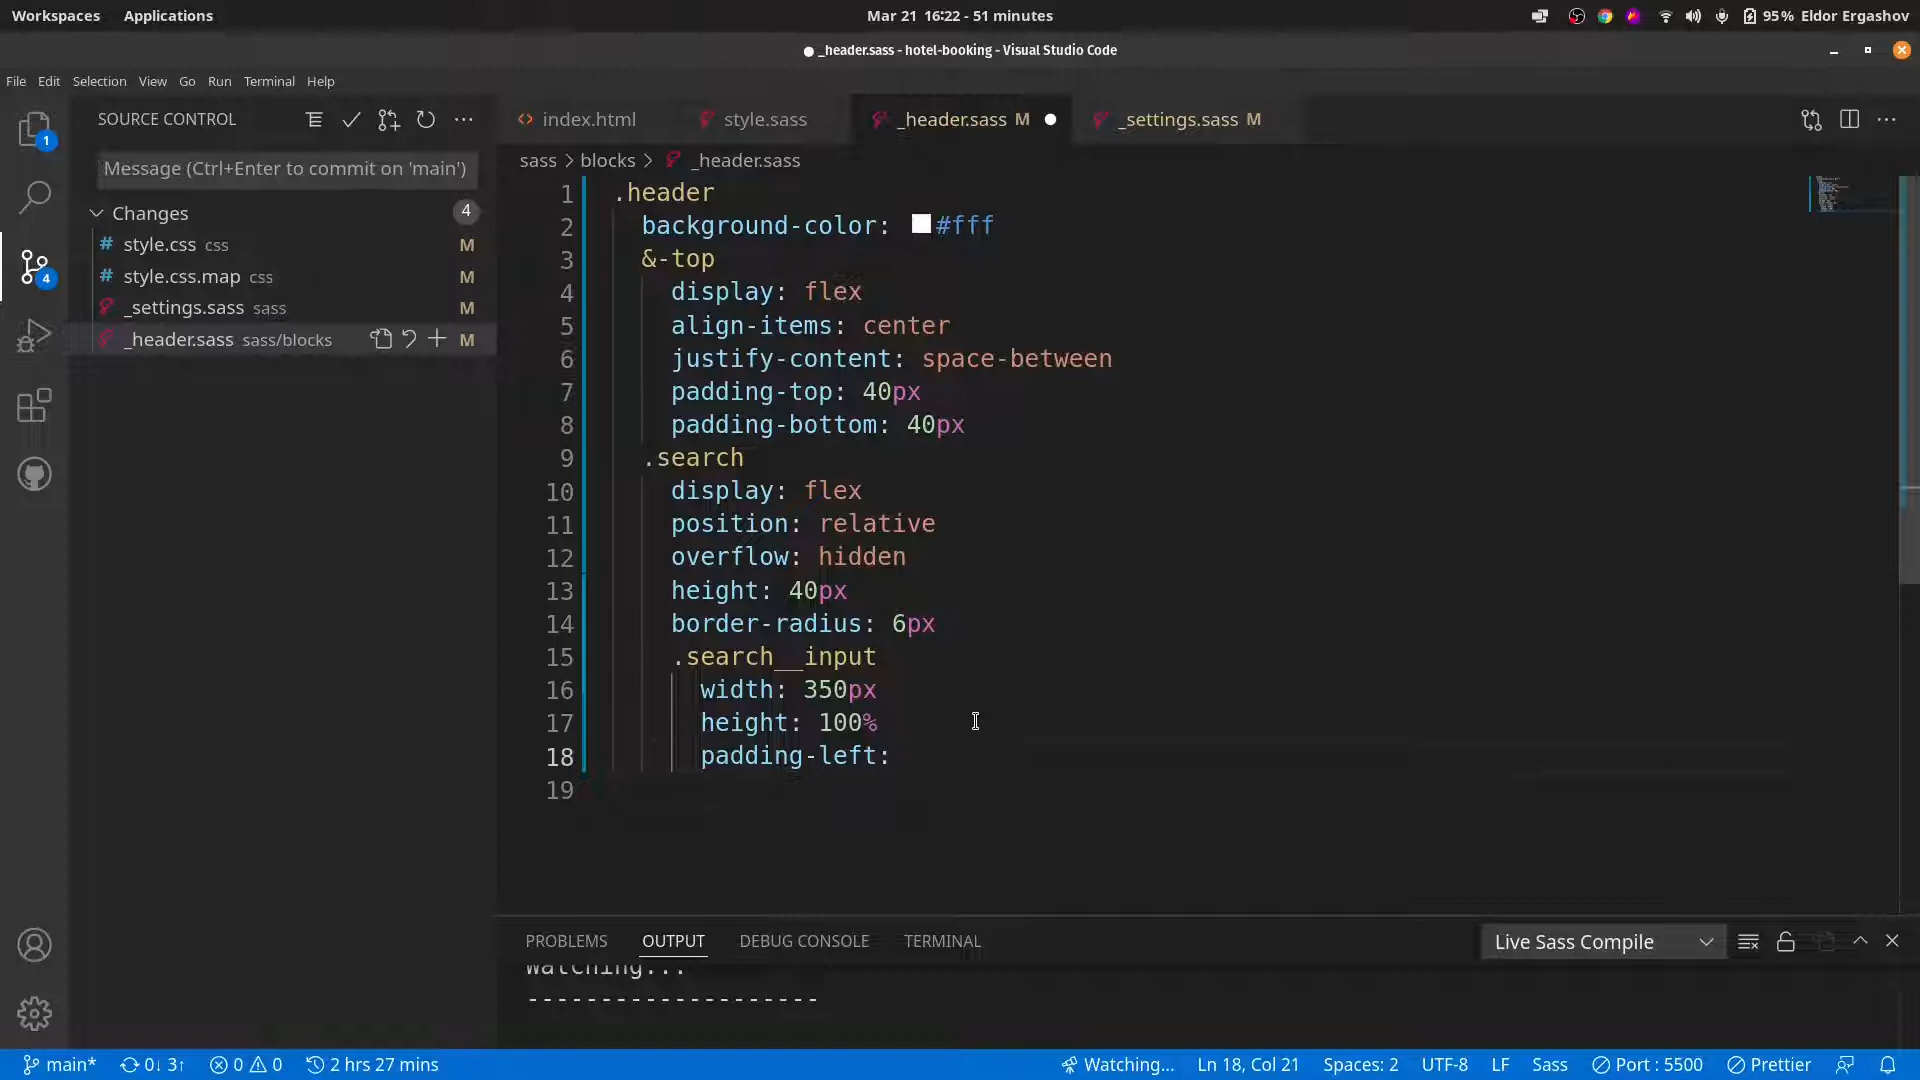 Workspaces Applications Mar 21 16:22 - 51 minutes 95% Eldor Ergashov
_header.sass - hotel-booking - Visual Studio Code
File Edit Selection View Go Run Terminal Help
SOURCE CONTROL
index.html style.sass _header.sass M _settings.sass M
1
sass > blocks > _header.sass
Message (Ctrl+Enter to commit on 'main')
Changes 4
# style.css css M
# style.css.map css M
_settings.sass sass M
_header.sass sass/blocks M
4
1 .header
2 background-color: #fff
3 &-top
4 display: flex
5 align-items: center
6 justify-content: space-between
7 padding-top: 40px
8 padding-bottom: 40px
9 .search
10 display: flex
11 position: relative
12 overflow: hidden
13 height: 40px
14 border-radius: 6px
15 .search__input
16 width: 350px
17 height: 100%
18 padding-left:
19
PROBLEMS OUTPUT DEBUG CONSOLE TERMINAL Live Sass Compile
Watching...
--------------------
main* 0↓ 3↑ 0 0 2 hrs 27 mins Watching... Ln 18, Col 21 Spaces: 2 UTF-8 LF Sass Port : 5500 Prettier